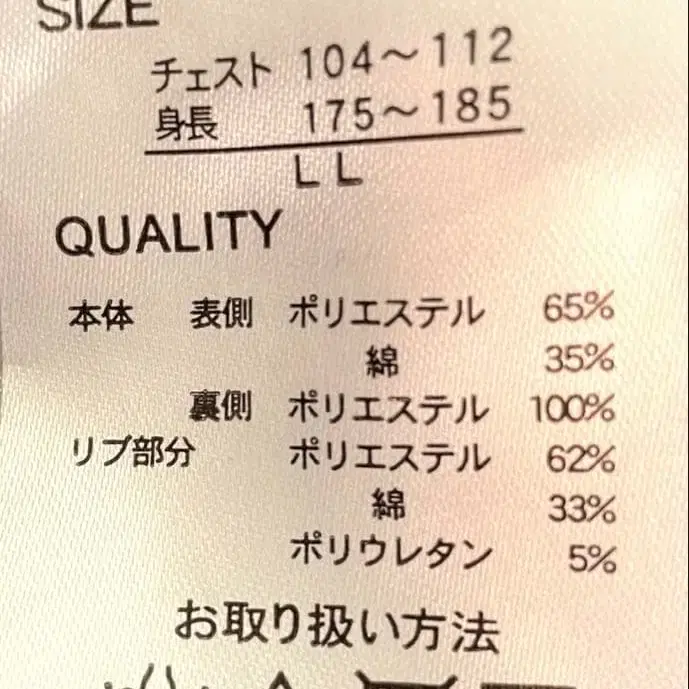 SIZE
チェスト 104～112
身長 175～185
LL
QUALITY
本体 表側 ポリエステル 65%
綿 35%
裏側 ポリエステル 100%
リブ部分 ポリエステル 62%
綿 33%
ポリウレタン 5%
お取り扱い方法